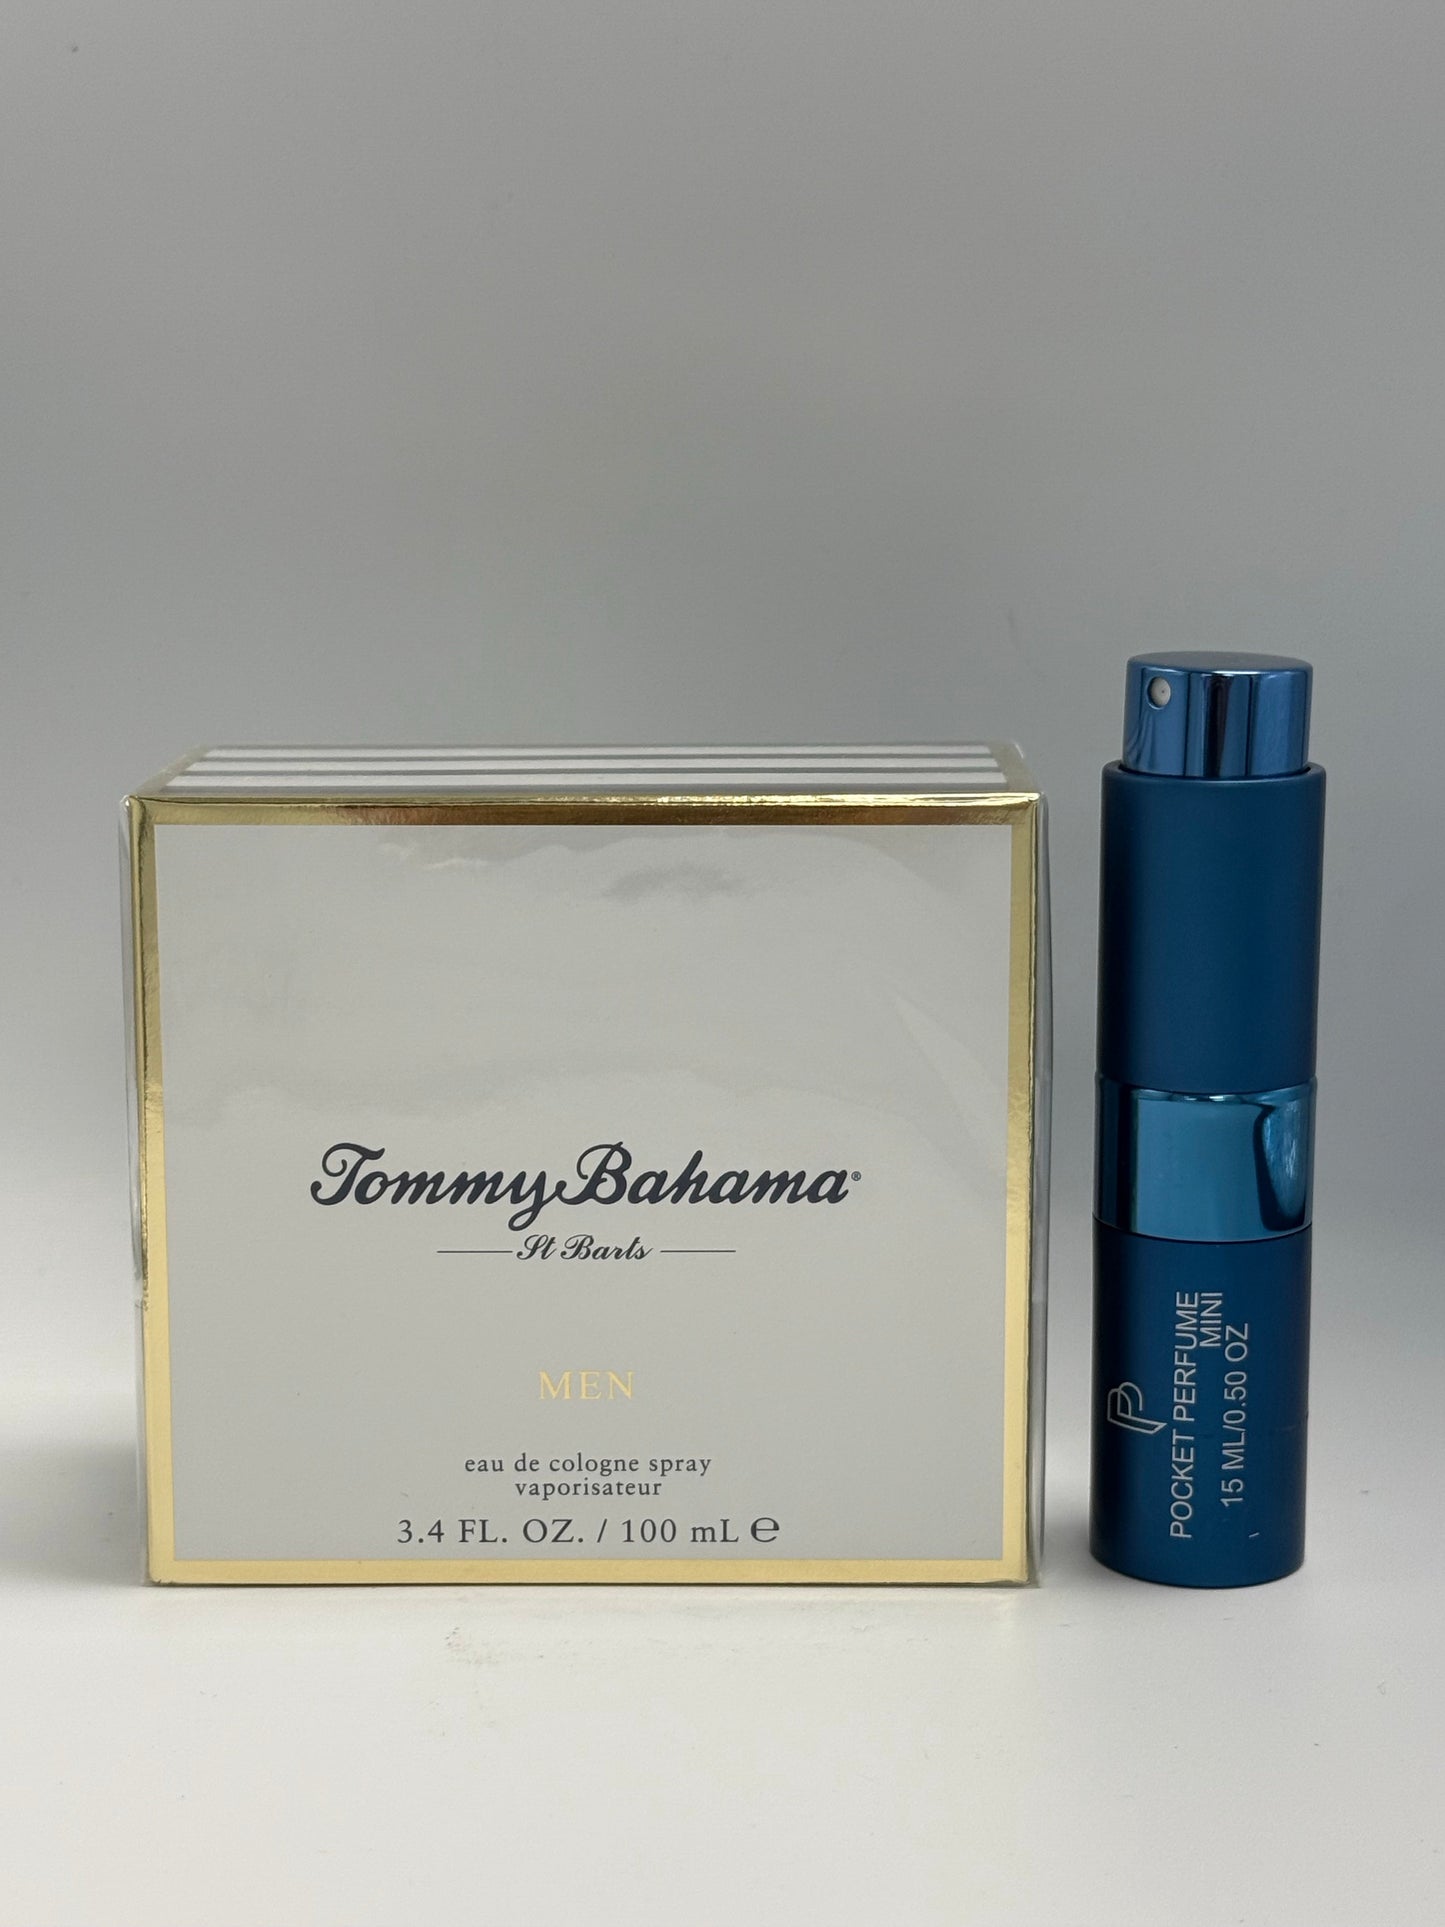 Tommy Bahama®
St Barts
MEN
eau de cologne spray
vaporisateur
3.4 FL. OZ. / 100 mL ℮
POCKET PERFUME
MINI
15 ML/0.50 OZ